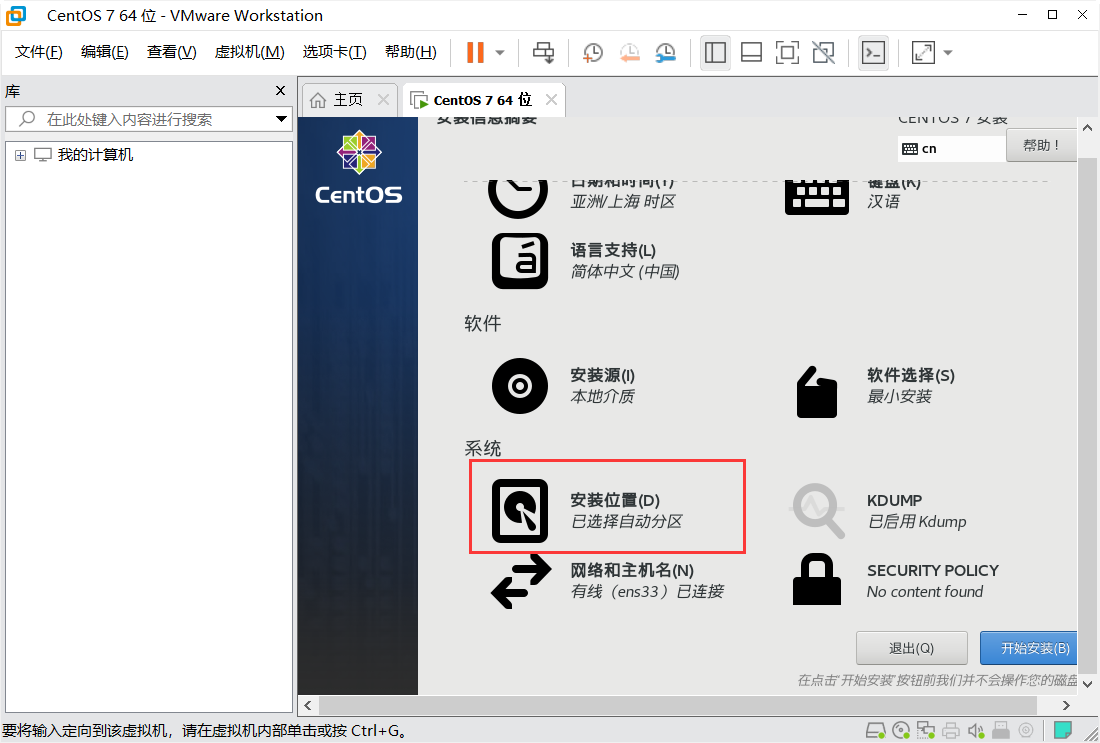 CentOS 7 64 位 - VMware Workstation
文件(F) 编辑(E) 查看(V) 虚拟机(M) 选项卡(T) 帮助(H)
库
在此处键入内容进行搜索
我的计算机
主页
CentOS 7 64 位
CentOS
安装信息摘要
CENTOS 7 安装
cn
帮助！
日期和时间(T)
亚洲/上海 时区
键盘(K)
汉语
语言支持(L)
简体中文 (中国)
软件
安装源(I)
本地介质
软件选择(S)
最小安装
系统
安装位置(D)
已选择自动分区
KDUMP
已启用 Kdump
网络和主机名(N)
有线（ens33）已连接
SECURITY POLICY
No content found
退出(Q)
开始安装(B)
在点击'开始安装'按钮前我们并不会操作您的磁盘
要将输入定向到该虚拟机，请在虚拟机内部单击或按 Ctrl+G。